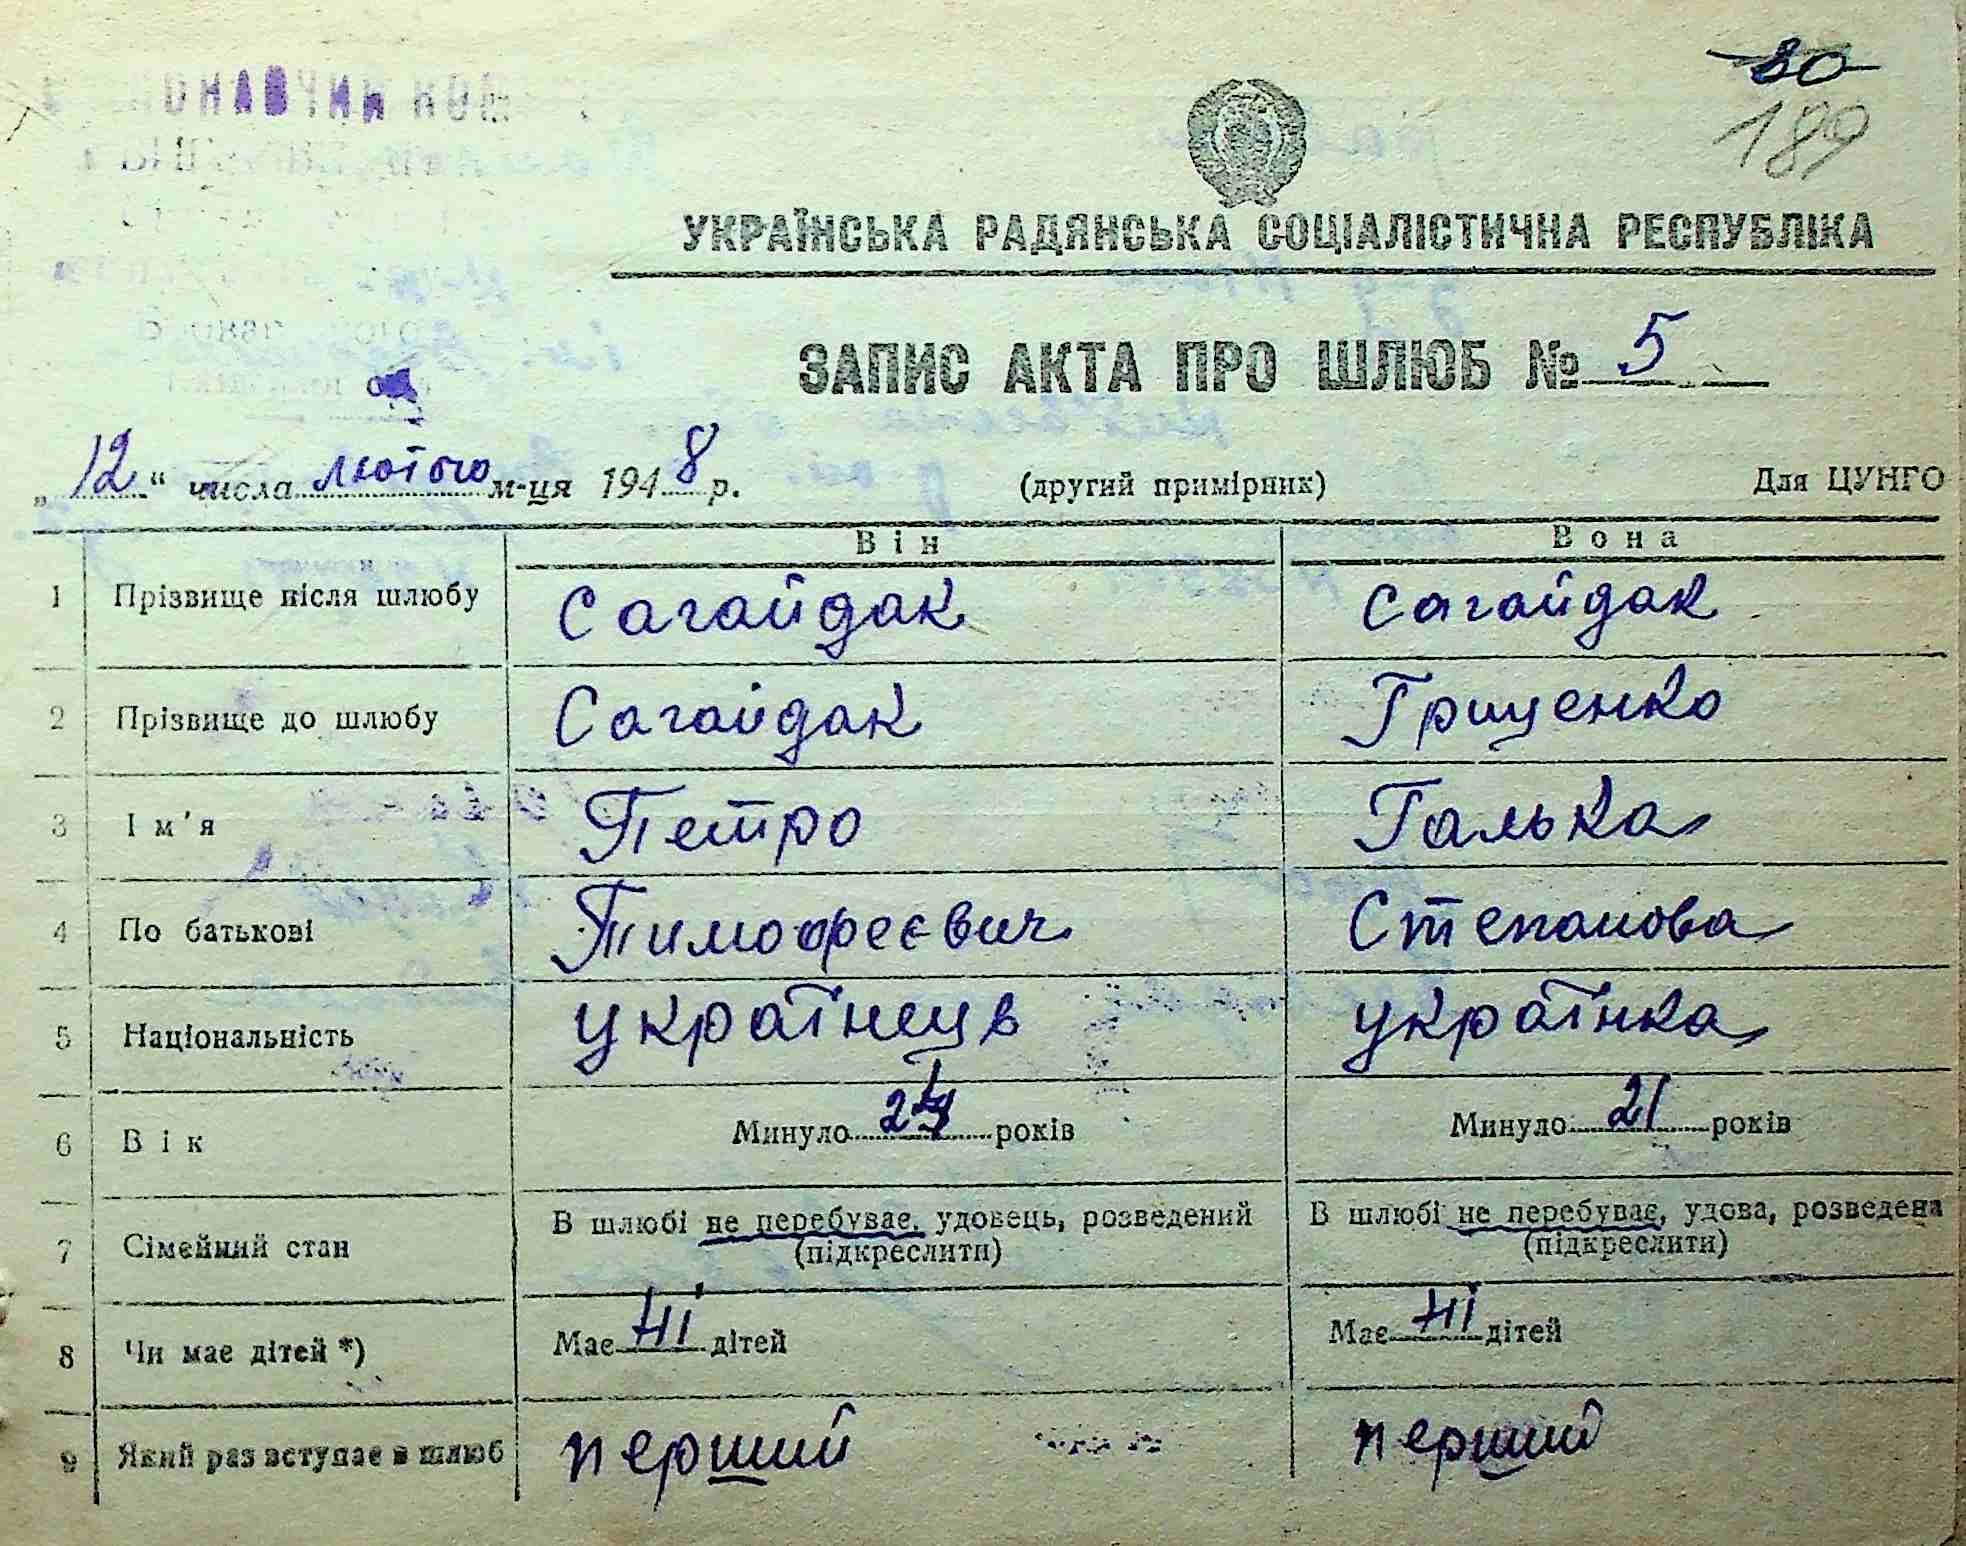 80
189
УКРАЇНСЬКА РАДЯНСЬКА СОЦІАЛІСТИЧНА РЕСПУБЛІКА
ЗАПИС АКТА ПРО ШЛЮБ № 5
„12“ числа лютого м-ця 1948 р. (другий примірник) Для ЦУНГО
Він Вона
1 Прізвище після шлюбу Сагайдак Сагайдак
2 Прізвище до шлюбу Сагайдак Грищенко
3 Ім'я Петро Галька
4 По батькові Тимофреєвич Степанова
5 Національність українець українка
6 Вік Минуло 24 років Минуло 21 років
7 Сімейний стан В шлюбі не перебуває, удовець, розведений В шлюбі не перебуває, удова, розведена
(підкреслити) (підкреслити)
8 Чи має дітей *) Має ні дітей Має ні дітей
9 Який раз вступає в шлюб перший перший